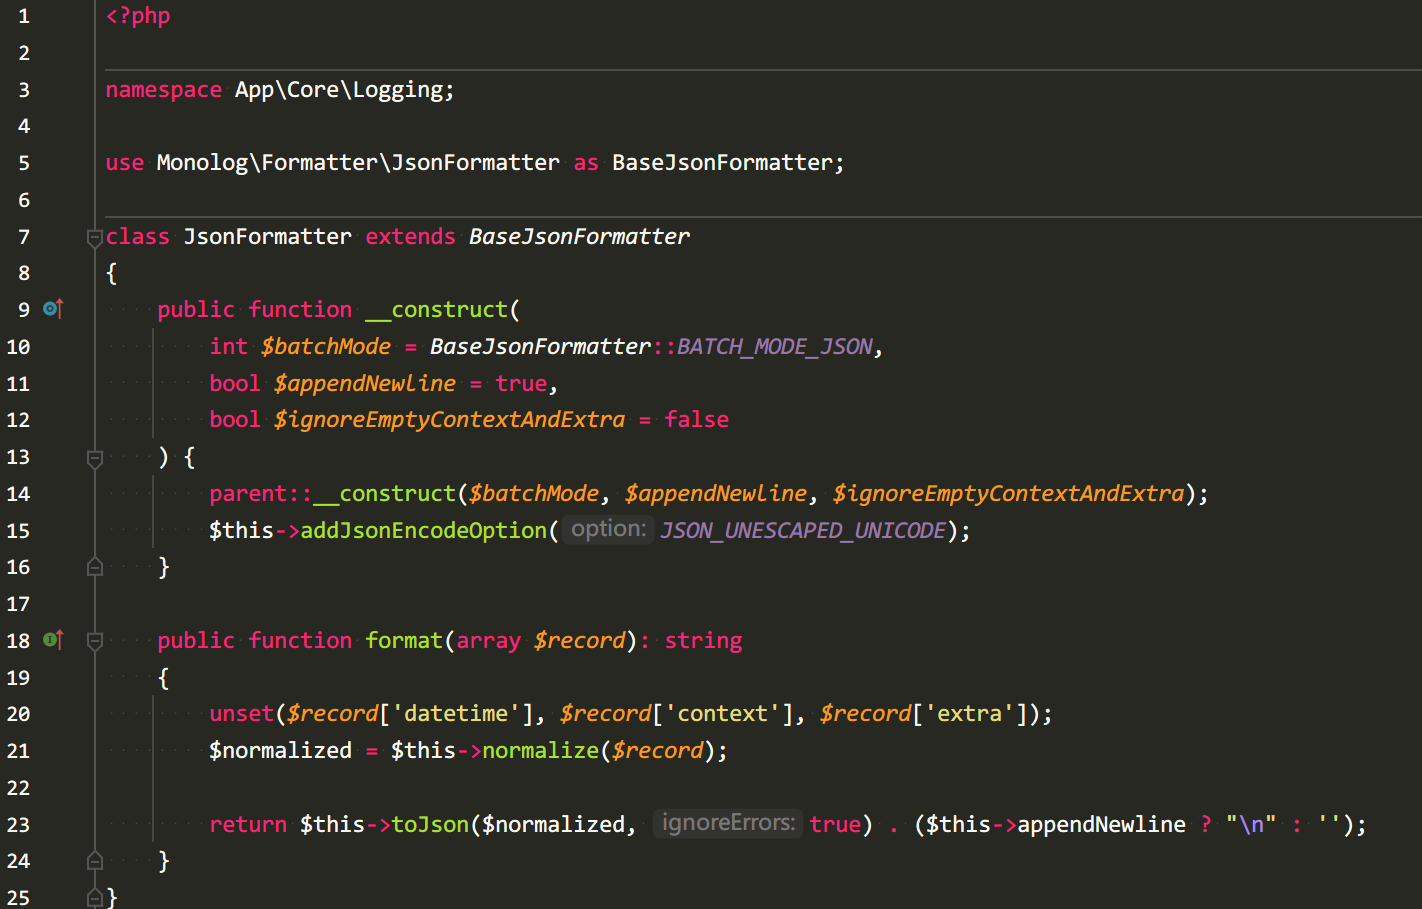 1 <?php
2
3 namespace App\Core\Logging;
4
5 use Monolog\Formatter\JsonFormatter as BaseJsonFormatter;
6
7 class JsonFormatter extends BaseJsonFormatter
8 {
9     public function __construct(
10         int $batchMode = BaseJsonFormatter::BATCH_MODE_JSON,
11         bool $appendNewline = true,
12         bool $ignoreEmptyContextAndExtra = false
13     ) {
14         parent::__construct($batchMode, $appendNewline, $ignoreEmptyContextAndExtra);
15         $this->addJsonEncodeOption( option: JSON_UNESCAPED_UNICODE);
16     }
17
18     public function format(array $record): string
19     {
20         unset($record['datetime'], $record['context'], $record['extra']);
21         $normalized = $this->normalize($record);
22
23         return $this->toJson($normalized, ignoreErrors: true) . ($this->appendNewline ? "\n" : '');
24     }
25 }